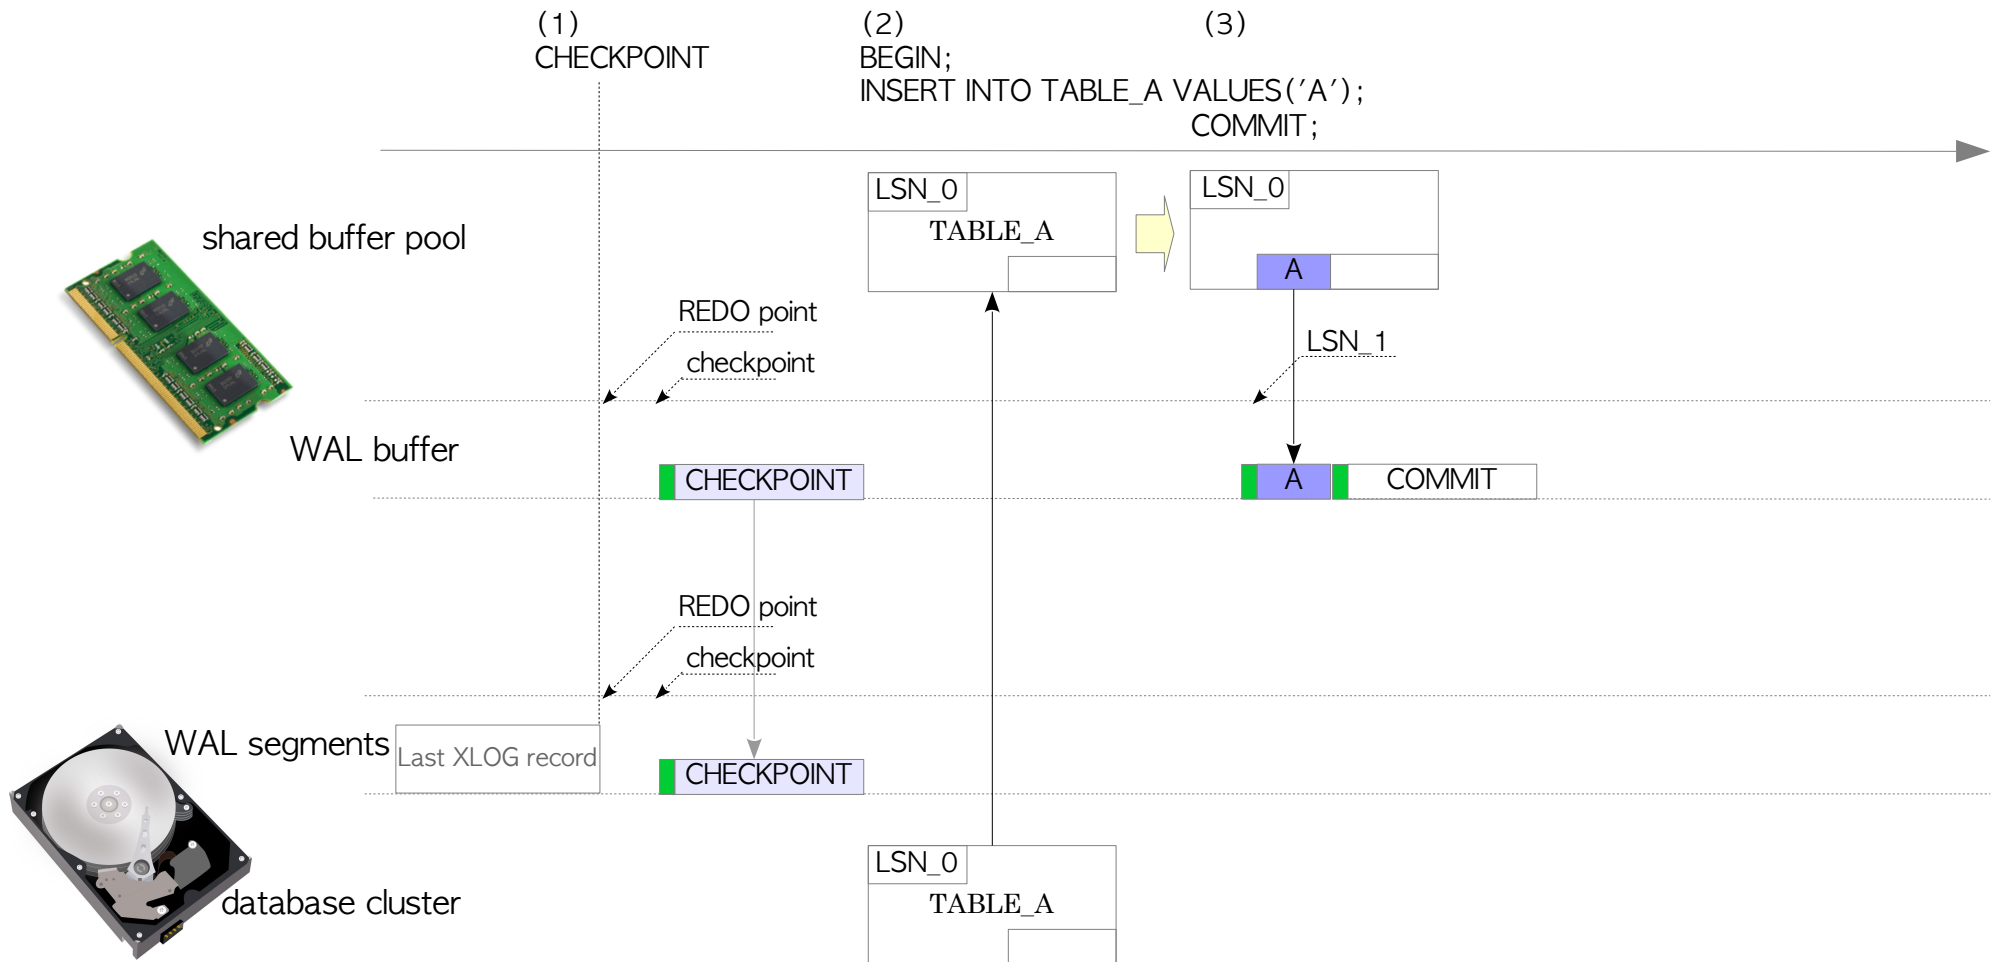 (1)
CHECKPOINT
(2)
BEGIN;
INSERT INTO TABLE_A VALUES('A');
(3)
COMMIT;
LSN_0
TABLE_A
LSN_0
A
shared buffer pool
REDO point
checkpoint
LSN_1
WAL buffer
CHECKPOINT
A
COMMIT
REDO point
checkpoint
WAL segments
Last XLOG record
CHECKPOINT
LSN_0
TABLE_A
database cluster